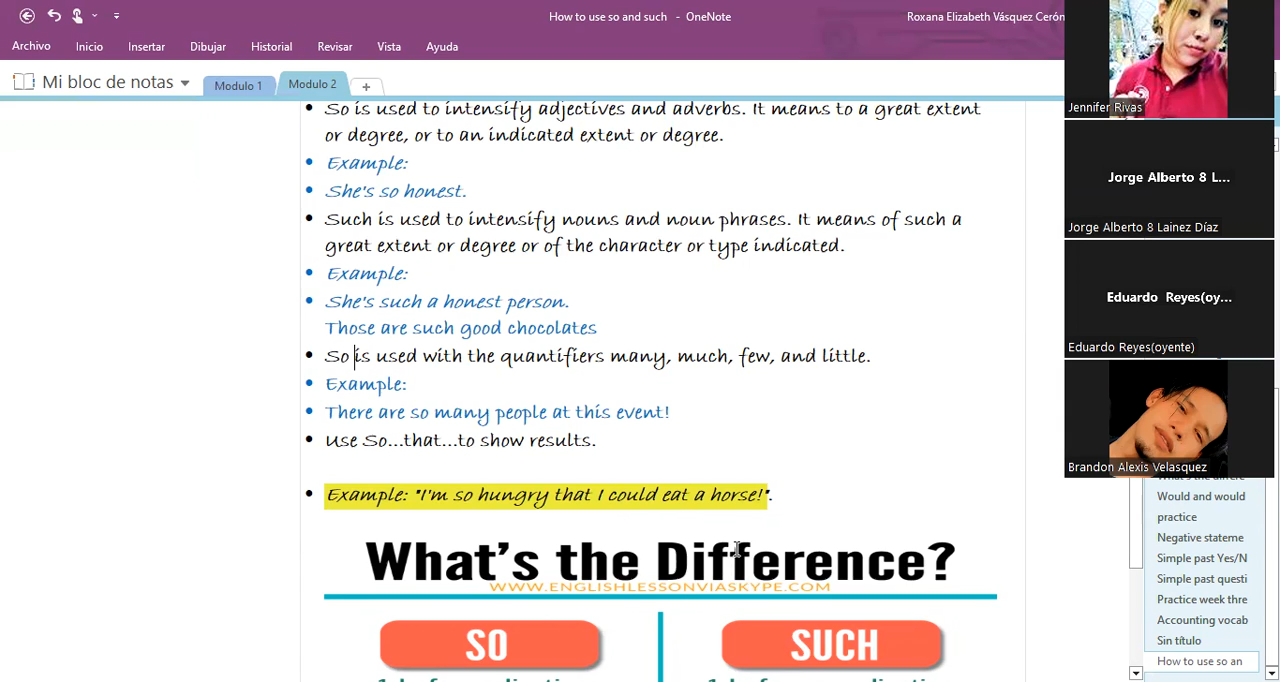 How to use so and such - OneNote
Roxana Elizabeth Vásquez Cerón
Archivo Inicio Insertar Dibujar Historial Revisar Vista Ayuda
Mi bloc de notas Modulo 1 Modulo 2 +
So is used to intensify adjectives and adverbs. It means to a great extent
or degree, or to an indicated extent or degree.
Example:
She's so honest.
Such is used to intensify nouns and noun phrases. It means of such a
great extent or degree or of the character or type indicated.
Example:
She's such a honest person.
Those are such good chocolates
So is used with the quantifiers many, much, few, and little.
Example:
There are so many people at this event!
Use So...that...to show results.
Example: "I'm so hungry that I could eat a horse!".
What's the Difference?
WWW.ENGLISHLESSONVIASKYPE.COM
SO
SUCH
Jennifer Rivas
Jorge Alberto 8 L...
Jorge Alberto 8 Lainez Díaz
Eduardo Reyes(oy...
Eduardo Reyes(oyente)
Brandon Alexis Velasquez
What's the differe
Would and would
practice
Negative stateme
Simple past Yes/N
Simple past questi
Practice week thre
Accounting vocab
Sin título
How to use so an